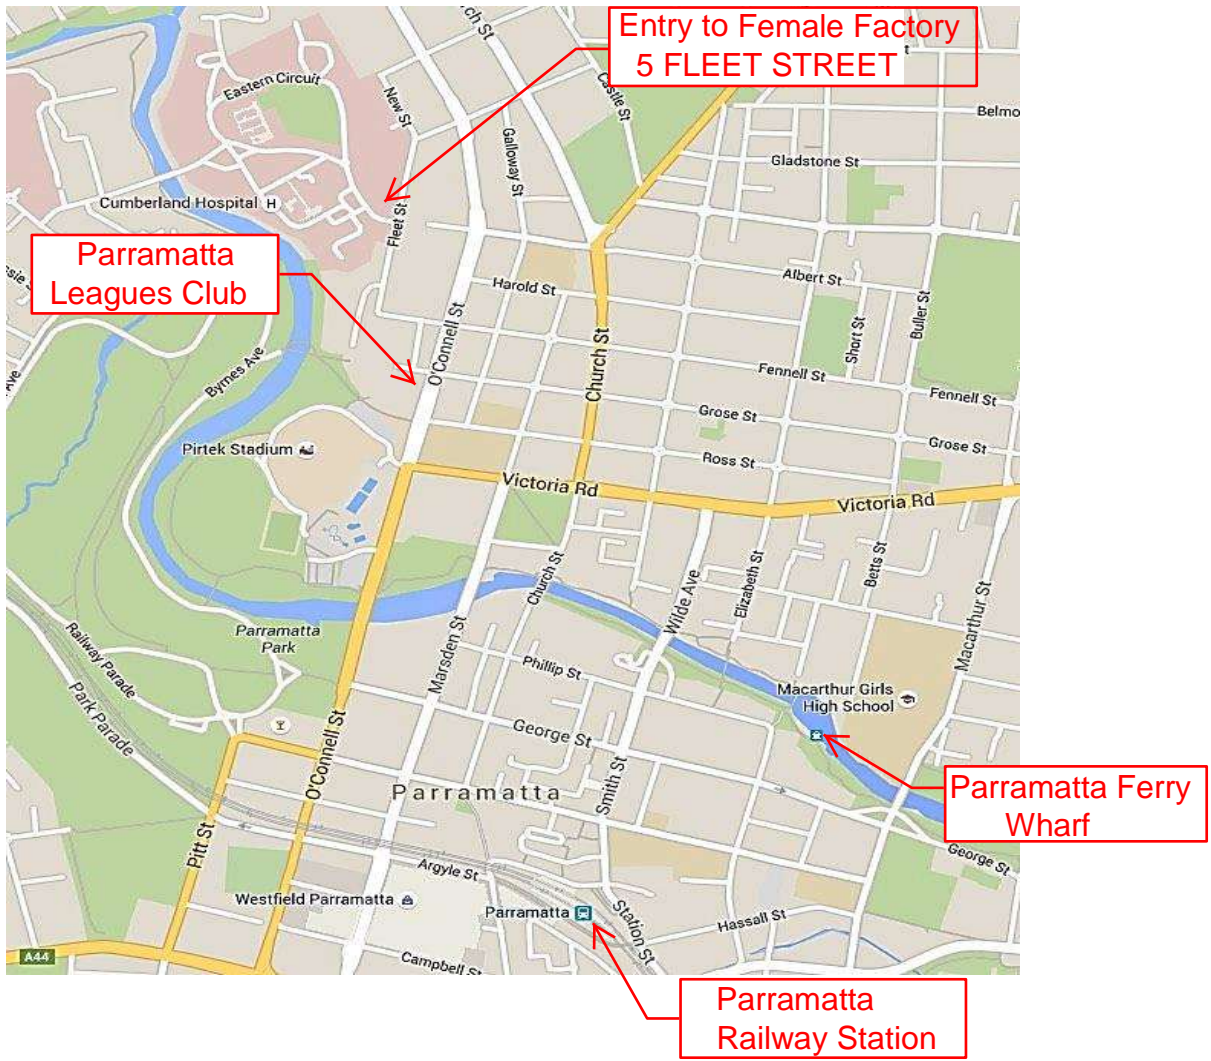 Entry to Female Factory
5 FLEET STREET
ch St
t
Eastern Circuit
New St
Castle St
Belmo
Galloway St
Gladstone St
Cumberland Hospital H
Fleet St
Parramatta
Leagues Club
ssie S
Harold St
Albert St
Buller St
O'Connell St
Short St
Church St
Byrnes Ave
Ave
Fennell St
Fennell St
Grose St
Grose St
Pirtek Stadium
Ross St
Victoria Rd
Victoria Rd
Church St
Elizabeth St
Betts St
Wilde Ave
Macarthur St
Parramatta
Park
Railway Parade
Marsden St
Phillip St
Park Parade
Macarthur Girls
High School
O'Connell St
George St
Parramatta
Smith St
Parramatta Ferry
Wharf
Pitt St
George St
Argyle St
Westfield Parramatta
Parramatta
Station St
Hassall St
A44
Campbell St
Parramatta
Railway Station